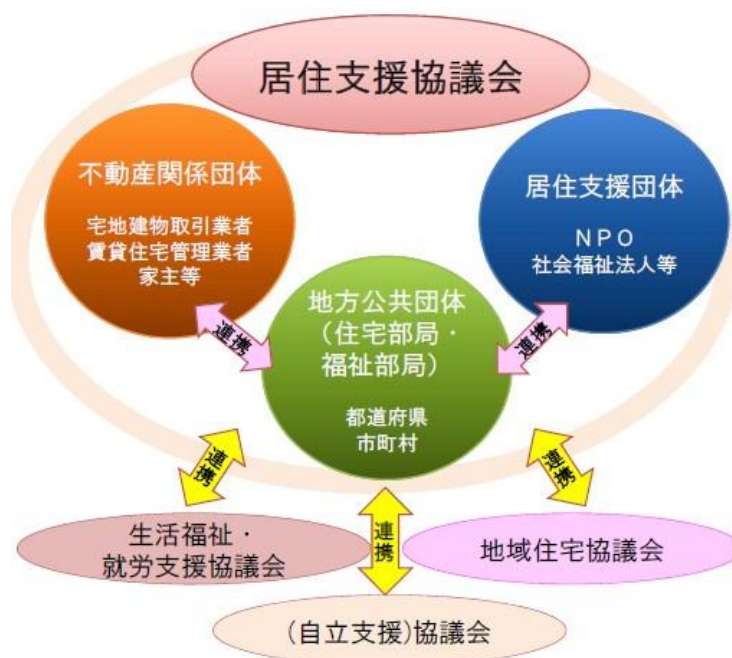 居住支援協議会
不動産関係団体
宅地建物取引業者
賃貸住宅管理業者
家主等
居住支援団体
ＮＰＯ
社会福祉法人等
地方公共団体
（住宅部局・
福祉部局）
都道府県
市町村
連携
連携
連携
連携
連携
生活福祉・
就労支援協議会
地域住宅協議会
（自立支援）協議会